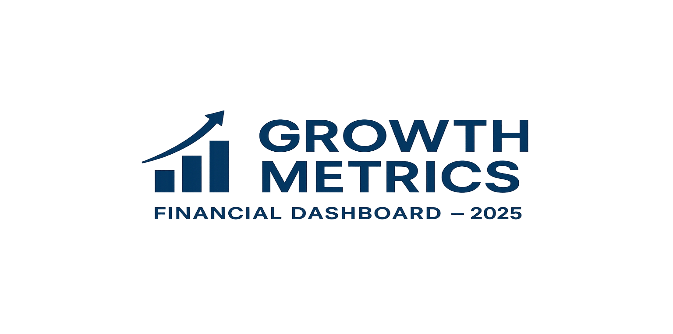 GROWTH
METRICS
FINANCIAL DASHBOARD – 2025